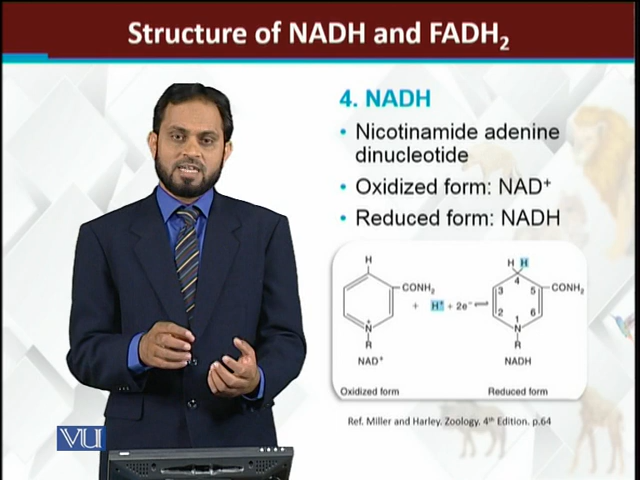 Structure of NADH and FADH₂
4. NADH
• Nicotinamide adenine
dinucleotide
• Oxidized form: NAD⁺
• Reduced form: NADH
H
CONH₂
N⁺
R
NAD⁺
Oxidized form
+ H⁺ + 2e⁻
H H
4
3 5
CONH₂
2 6
1
N
R
NADH
Reduced form
Ref. Miller and Harley. Zoology. 4ᵗʰ Edition. p.64
VU